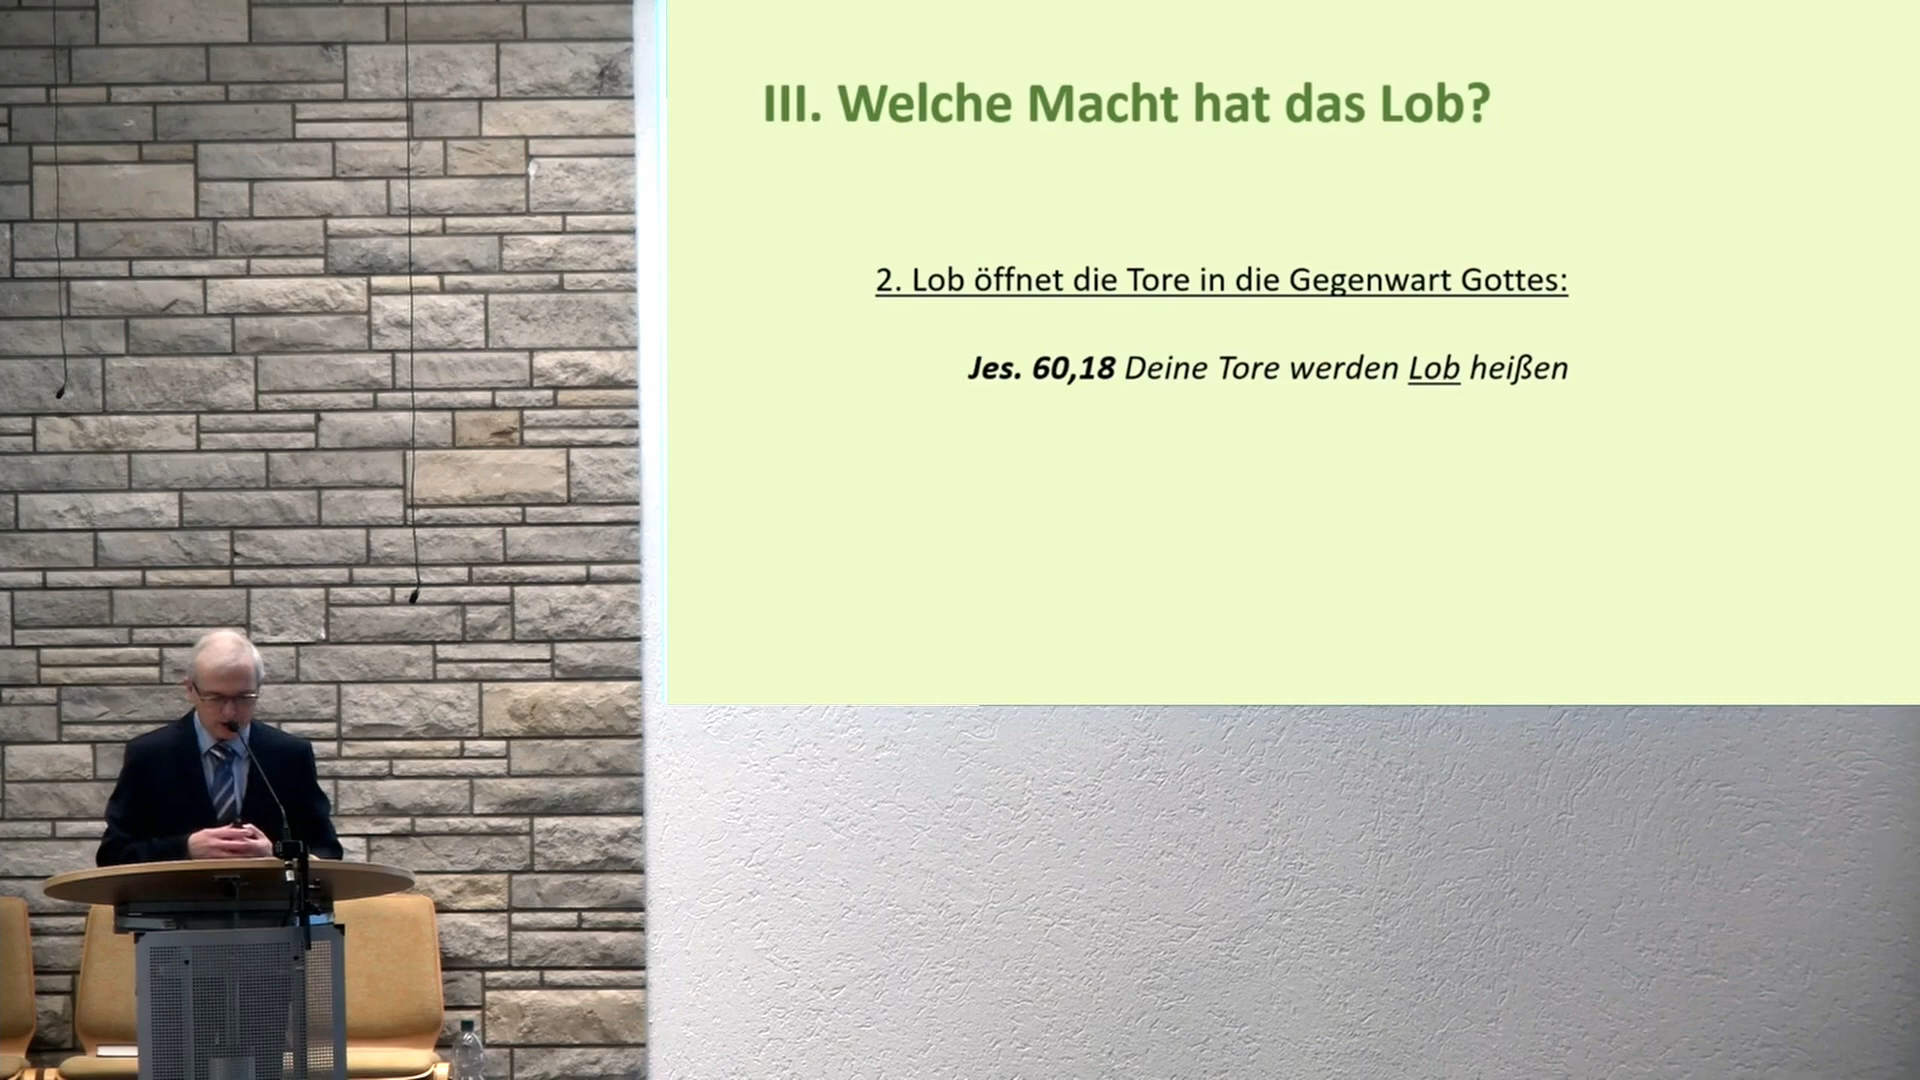 III. Welche Macht hat das Lob?
2. Lob öffnet die Tore in die Gegenwart Gottes:
Jes. 60,18 Deine Tore werden Lob heißen